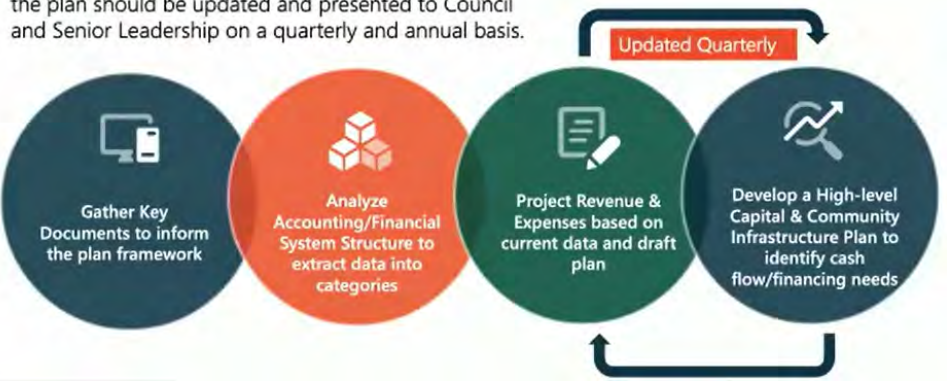 the plan should be updated and presented to Council
and Senior Leadership on a quarterly and annual basis.
Updated Quarterly
Gather Key
Documents to inform
the plan framework
Analyze
Accounting/Financial
System Structure to
extract data into
categories
Project Revenue &
Expenses based on
current data and draft
plan
Develop a High-level
Capital & Community
Infrastructure Plan to
identify cash
flow/financing needs